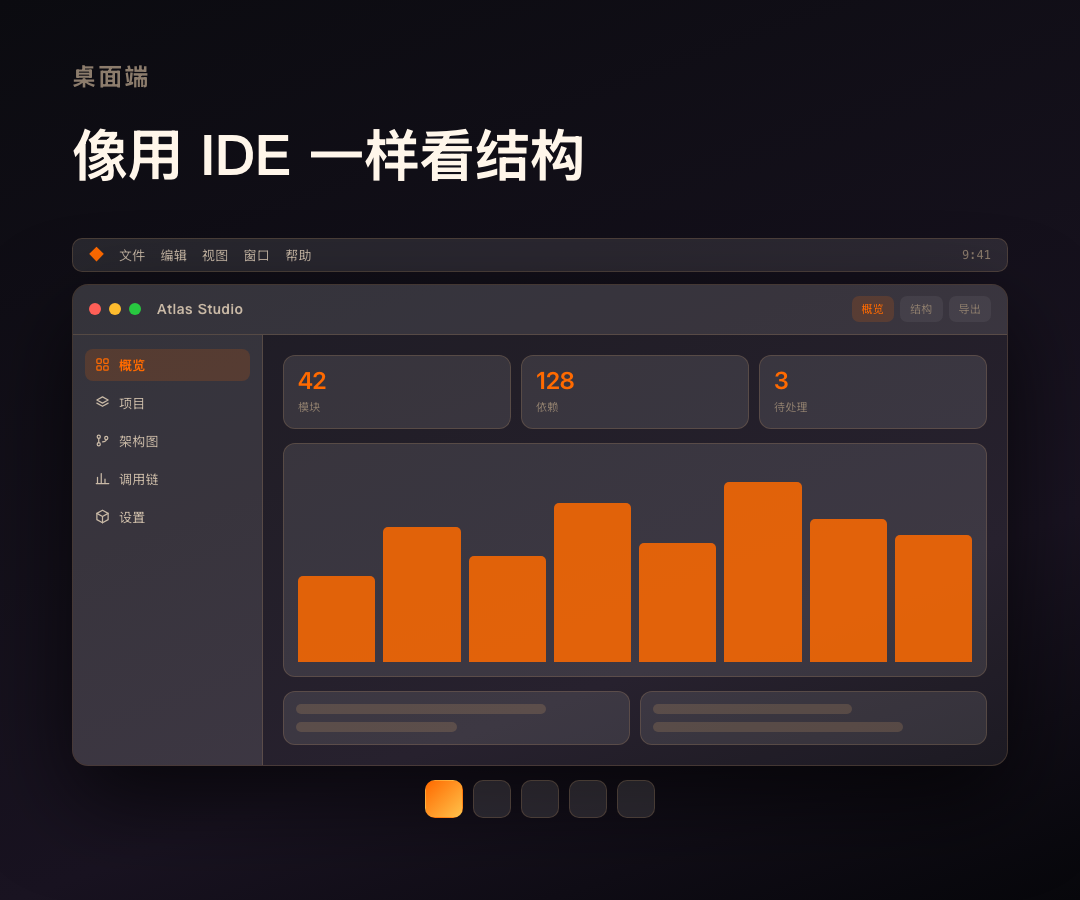 桌面端
像用 IDE 一样看结构
文件 编辑 视图 窗口 帮助 9:41
Atlas Studio 概览 结构 导出
概览
项目
架构图
调用链
设置
42 128 3
模块 依赖 待处理